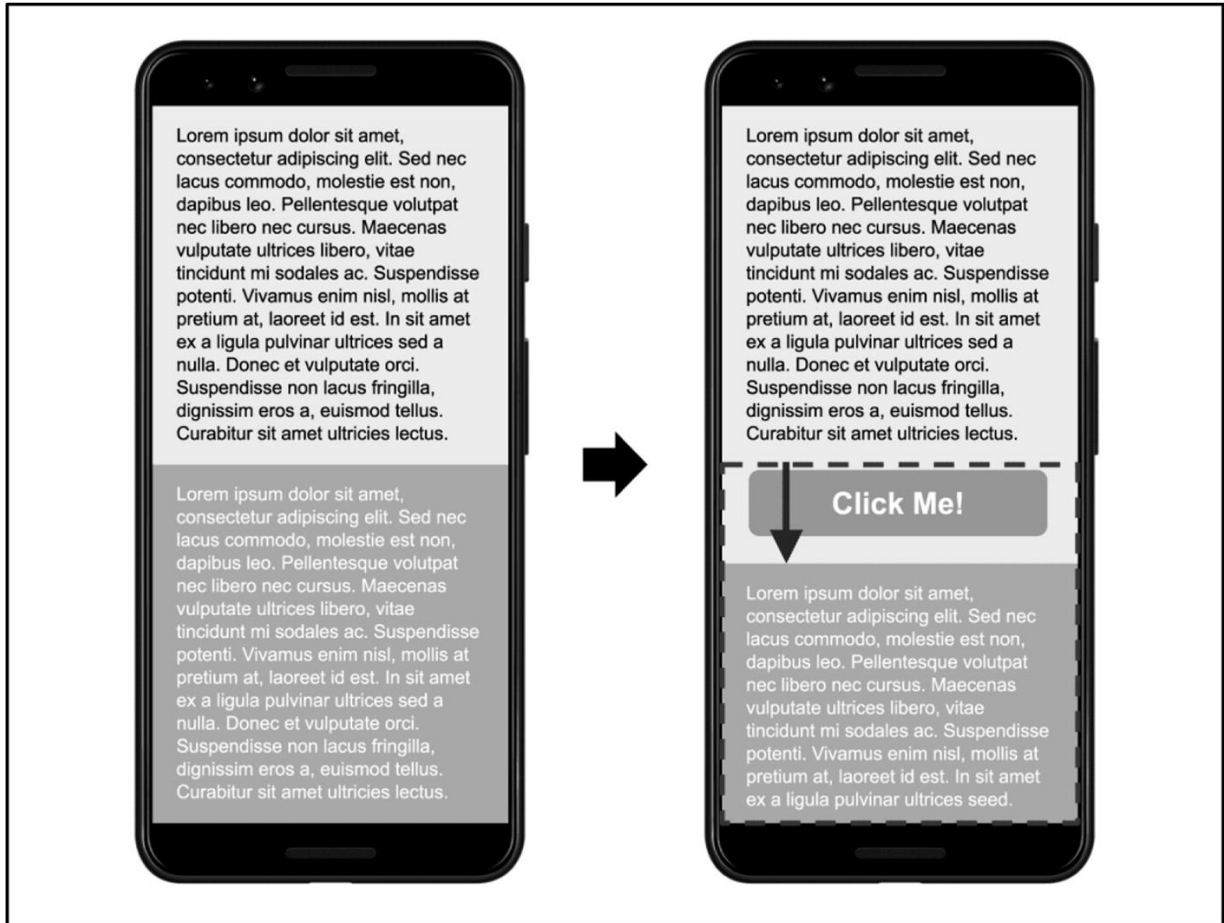 Lorem ipsum dolor sit amet,
consectetur adipiscing elit. Sed nec
lacus commodo, molestie est non,
dapibus leo. Pellentesque volutpat
nec libero nec cursus. Maecenas
vulputate ultrices libero, vitae
tincidunt mi sodales ac. Suspendisse
potenti. Vivamus enim nisl, mollis at
pretium at, laoreet id est. In sit amet
ex a ligula pulvinar ultrices sed a
nulla. Donec et vulputate orci.
Suspendisse non lacus fringilla,
dignissim eros a, euismod tellus.
Curabitur sit amet ultricies lectus.
Lorem ipsum dolor sit amet,
consectetur adipiscing elit. Sed nec
lacus commodo, molestie est non,
dapibus leo. Pellentesque volutpat
nec libero nec cursus. Maecenas
vulputate ultrices libero, vitae
tincidunt mi sodales ac. Suspendisse
potenti. Vivamus enim nisl, mollis at
pretium at, laoreet id est. In sit amet
ex a ligula pulvinar ultrices sed a
nulla. Donec et vulputate orci.
Suspendisse non lacus fringilla,
dignissim eros a, euismod tellus.
Curabitur sit amet ultricies lectus.
Lorem ipsum dolor sit amet,
consectetur adipiscing elit. Sed nec
lacus commodo, molestie est non,
dapibus leo. Pellentesque volutpat
nec libero nec cursus. Maecenas
vulputate ultrices libero, vitae
tincidunt mi sodales ac. Suspendisse
potenti. Vivamus enim nisl, mollis at
pretium at, laoreet id est. In sit amet
ex a ligula pulvinar ultrices sed a
nulla. Donec et vulputate orci.
Suspendisse non lacus fringilla,
dignissim eros a, euismod tellus.
Curabitur sit amet ultricies lectus.
Click Me!
Lorem ipsum dolor sit amet,
consectetur adipiscing elit. Sed nec
lacus commodo, molestie est non,
dapibus leo. Pellentesque volutpat
nec libero nec cursus. Maecenas
vulputate ultrices libero, vitae
tincidunt mi sodales ac. Suspendisse
potenti. Vivamus enim nisl, mollis at
pretium at, laoreet id est. In sit amet
ex a ligula pulvinar ultrices seed.